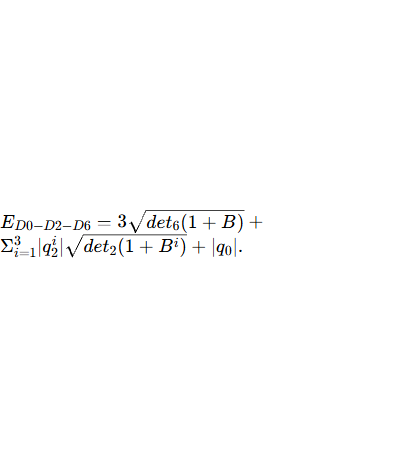 $E_{D0-D2-D6} = 3\sqrt{det_6(1+B)} +$
$\Sigma_{i=1}^3 |q_2^i| \sqrt{det_2(1+B^i)} + |q_0|.$